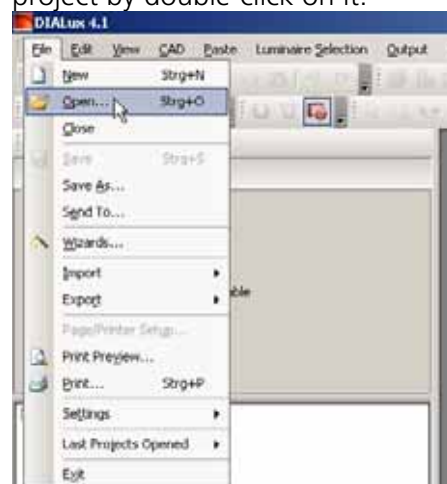 project by double-click on it.
DIALux 4.1
File Edit View CAD Paste Luminaire Selection Output
New Strg+N
Open... Strg+O
Close
Save Strg+S
Save As...
Send To...
Wizards...
Import
Export
Page/Printer Setup...
Print Preview...
Print... Strg+P
Settings
Last Projects Opened
Exit